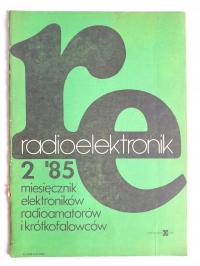 re
radioelektronik
2 '85
miesięcznik
elektroników
radioamatorów
i krótkofalowców